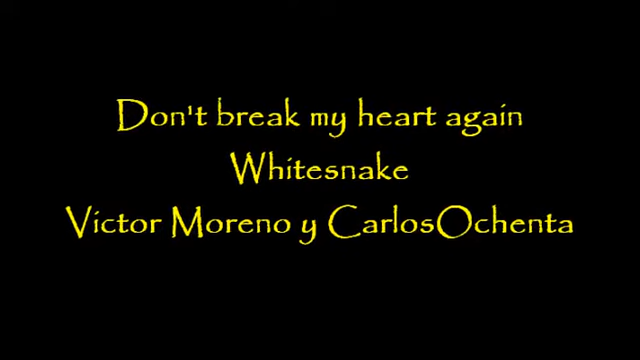 Don't break my heart again
Whitesnake
Victor Moreno y CarlosOchenta